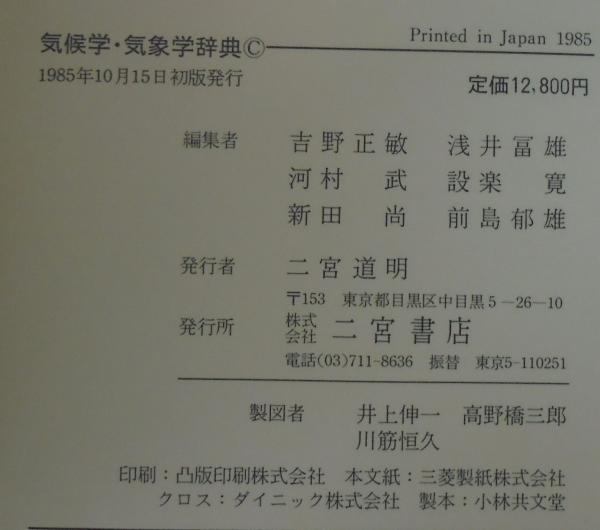 気候学・気象学辞典© Printed in Japan 1985
1985年10月15日初版発行 定価12,800円
編集者 吉野正敏 浅井冨雄
河村 武 設楽 寛
新田 尚 前島郁雄
発行者 二宮道明
〒153 東京都目黒区中目黒5−26−10
発行所 株式会社 二宮書店
電話(03)711-8636 振替 東京5-110251
製図者 井上伸一 高野橋三郎
川筋恒久
印刷：凸版印刷株式会社 本文紙：三菱製紙株式会社
クロス：ダイニック株式会社 製本：小林共文堂